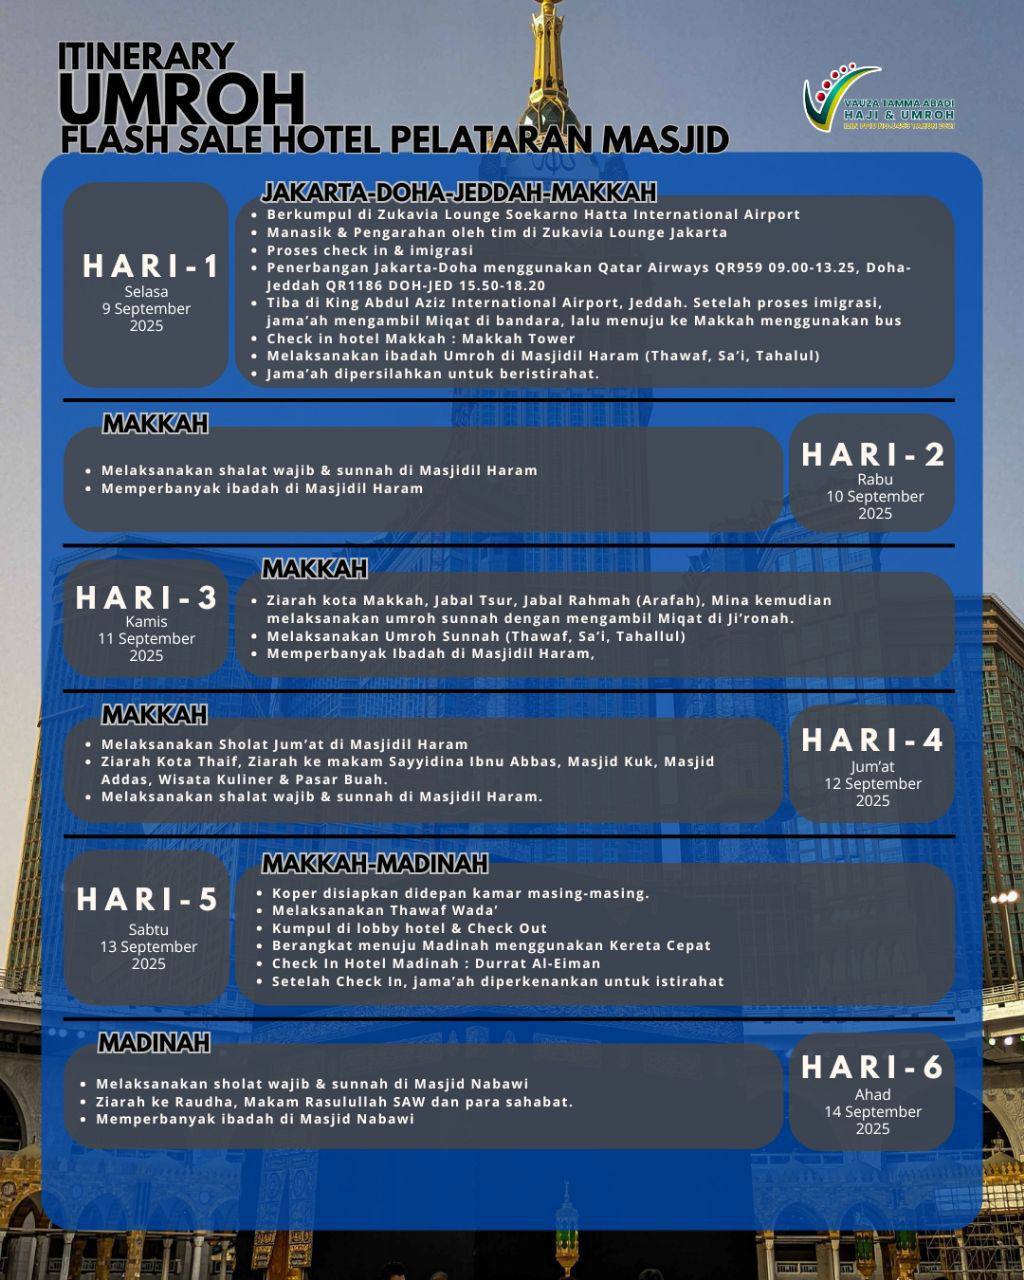 ITINERARY
UMROH
FLASH SALE HOTEL PELATARAN MASJID
VAUZA TAMMA ABADI
HAJI & UMROH
HARI-1
Selasa
9 September
2025
JAKARTA-DOHA-JEDDAH-MAKKAH
• Berkumpul di Zukavia Lounge Soekarno Hatta International Airport
• Manasik & Pengarahan oleh tim di Zukavia Lounge Jakarta
• Proses check in & imigrasi
• Penerbangan Jakarta-Doha menggunakan Qatar Airways QR959 09.00-13.25, Doha-
Jeddah QR1186 DOH-JED 15.50-18.20
• Tiba di King Abdul Aziz International Airport, Jeddah. Setelah proses imigrasi,
jama'ah mengambil Miqat di bandara, lalu menuju ke Makkah menggunakan bus
• Check in hotel Makkah : Makkah Tower
• Melaksanakan ibadah Umroh di Masjidil Haram (Thawaf, Sa'i, Tahalul)
• Jama'ah dipersilahkan untuk beristirahat.
MAKKAH
• Melaksanakan shalat wajib & sunnah di Masjidil Haram
• Memperbanyak ibadah di Masjidil Haram
HARI-2
Rabu
10 September
2025
HARI-3
Kamis
11 September
2025
MAKKAH
• Ziarah kota Makkah, Jabal Tsur, Jabal Rahmah (Arafah), Mina kemudian
melaksanakan umroh sunnah dengan mengambil Miqat di Ji'ronah.
• Melaksanakan Umroh Sunnah (Thawaf, Sa'i, Tahallul)
• Memperbanyak Ibadah di Masjidil Haram,
MAKKAH
• Melaksanakan Sholat Jum'at di Masjidil Haram
• Ziarah Kota Thaif, Ziarah ke makam Sayyidina Ibnu Abbas, Masjid Kuk, Masjid
Addas, Wisata Kuliner & Pasar Buah.
• Melaksanakan shalat wajib & sunnah di Masjidil Haram.
HARI-4
Jum'at
12 September
2025
HARI-5
Sabtu
13 September
2025
MAKKAH-MADINAH
• Koper disiapkan didepan kamar masing-masing.
• Melaksanakan Thawaf Wada'
• Kumpul di lobby hotel & Check Out
• Berangkat menuju Madinah menggunakan Kereta Cepat
• Check In Hotel Madinah : Durrat Al-Eiman
• Setelah Check In, jama'ah diperkenankan untuk istirahat
MADINAH
• Melaksanakan sholat wajib & sunnah di Masjid Nabawi
• Ziarah ke Raudha, Makam Rasulullah SAW dan para sahabat.
• Memperbanyak ibadah di Masjid Nabawi
HARI-6
Ahad
14 September
2025